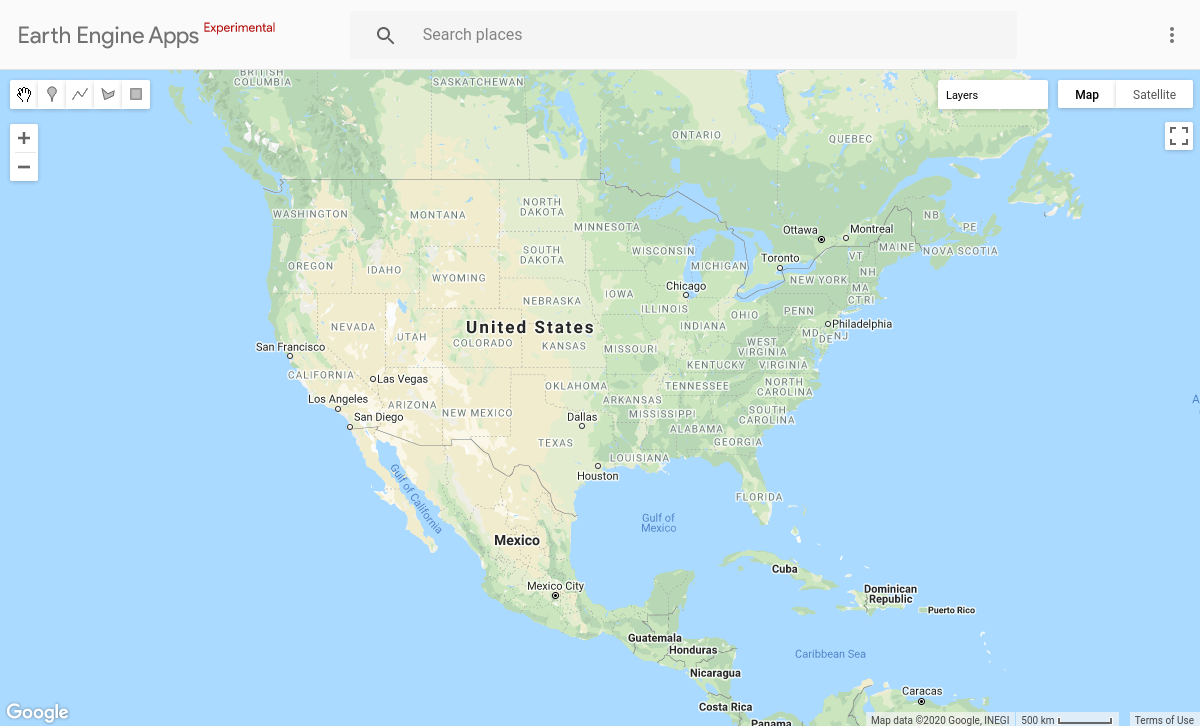 Earth Engine Apps Experimental
Search places
Layers
Map
Satellite
+
−
BRITISH
COLUMBIA
SASKATCHEWAN
ONTARIO
QUEBEC
WASHINGTON
MONTANA
NORTH
DAKOTA
MINNESOTA
NB
PE
Ottawa
Montreal
MAINE
NOVA SCOTIA
OREGON
IDAHO
WYOMING
SOUTH
DAKOTA
WISCONSIN
MICHIGAN
Toronto
VT
NH
NEW YORK
MA
CT
RI
Chicago
NEBRASKA
IOWA
ILLINOIS
INDIANA
OHIO
PENN
Philadelphia
NEVADA
UTAH
United States
COLORADO
KANSAS
MISSOURI
WEST
VIRGINIA
MD
DE
NJ
San Francisco
CALIFORNIA
Las Vegas
KENTUCKY
VIRGINIA
OKLAHOMA
TENNESSEE
NORTH
CAROLINA
Los Angeles
ARIZONA
NEW MEXICO
ARKANSAS
MISSISSIPPI
SOUTH
CAROLINA
San Diego
Dallas
ALABAMA
TEXAS
GEORGIA
LOUISIANA
Houston
Gulf of California
FLORIDA
Gulf of
Mexico
Mexico
Cuba
Mexico City
Dominican
Republic
Puerto Rico
Guatemala
Honduras
Caribbean Sea
Nicaragua
Caracas
Costa Rica
Panama
A
Google
Map data ©2020 Google, INEGI
500 km
Terms of Use